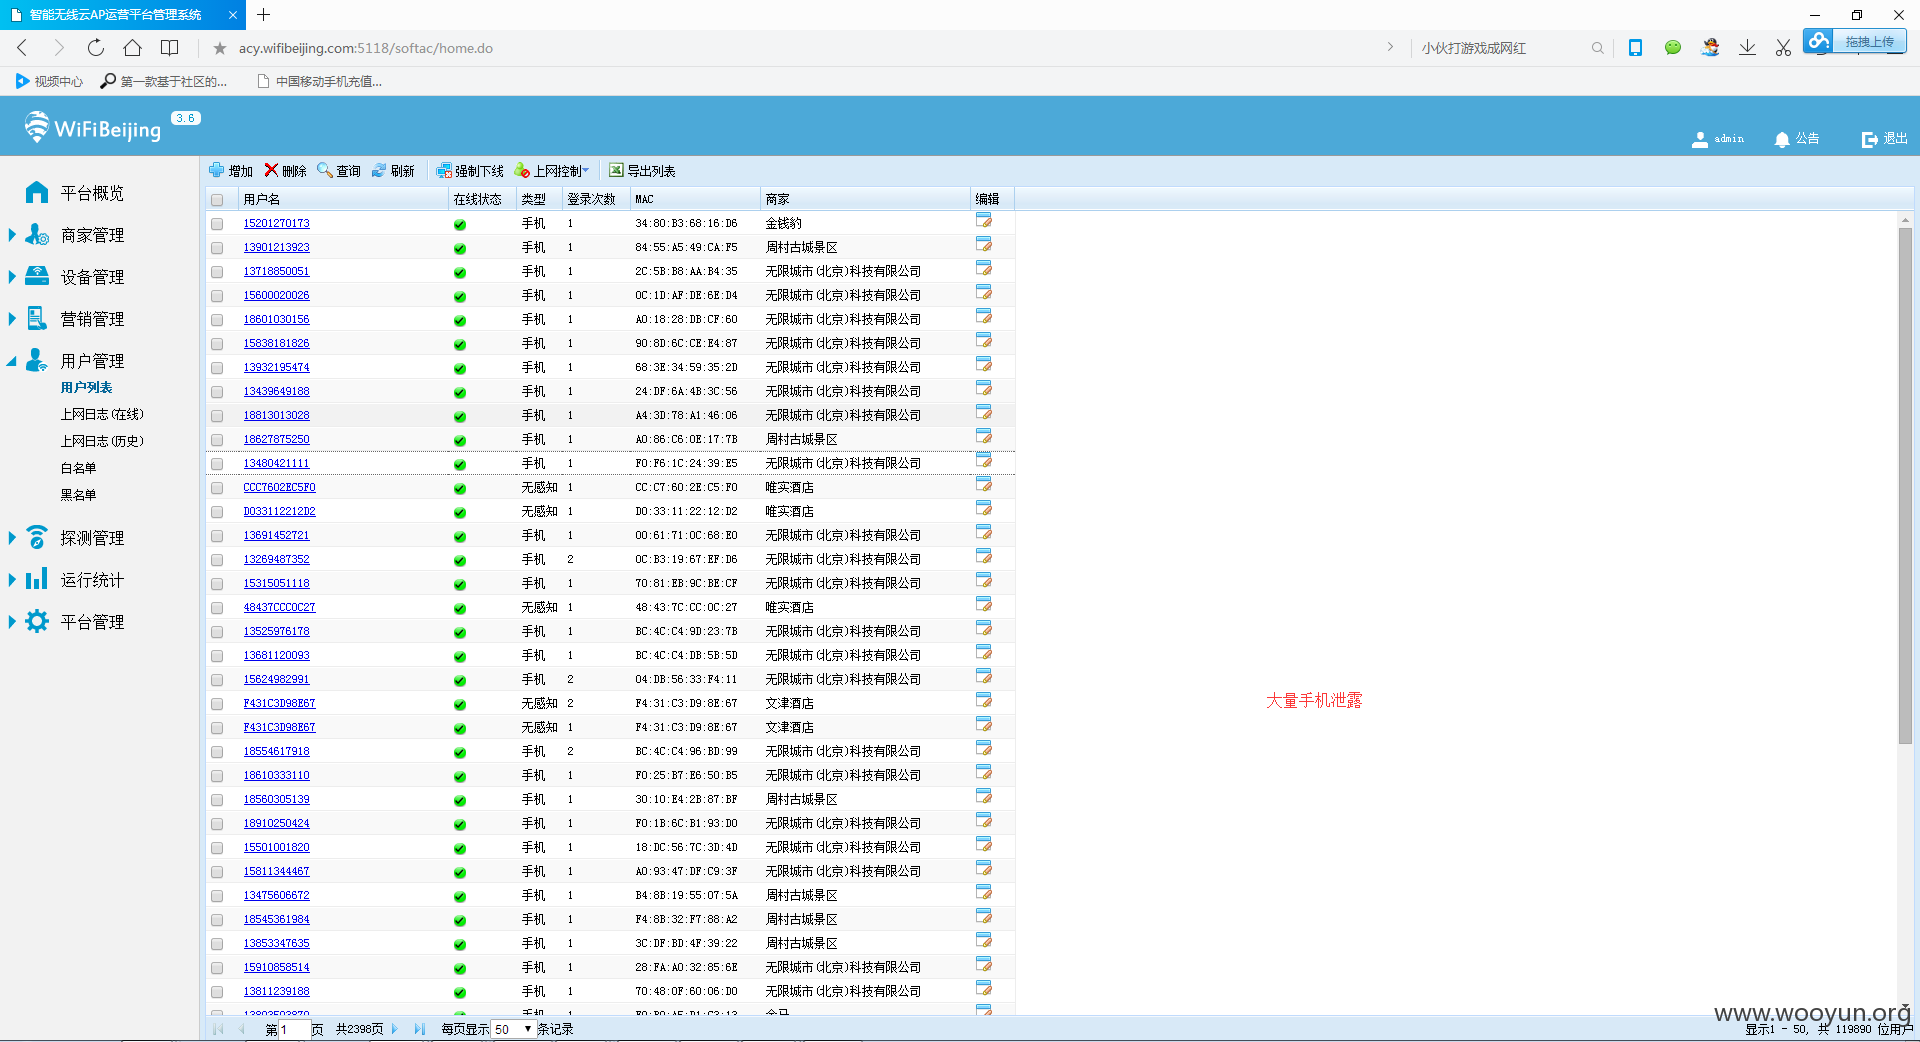 智能无线云AP运营平台管理系统
acy.wifibeijing.com:5118/softac/home.do
小伙打游戏成网红
拖拽上传
视频中心
第一款基于社区的...
中国移动手机充值...
WiFiBeijing
3.6
admin
公告
退出
平台概览
商家管理
设备管理
营销管理
用户管理
用户列表
上网日志(在线)
上网日志(历史)
白名单
黑名单
探测管理
运行统计
平台管理
增加 删除 查询 刷新 强制下线 上网控制 导出列表
用户名 在线状态 类型 登录次数 MAC 商家 编辑
15201270173 手机 1 34:80:B3:68:16:D6 金钱豹
13901213923 手机 1 84:55:A5:49:CA:F5 周村古城景区
13718850051 手机 1 2C:5B:B8:AA:B4:35 无限城市(北京)科技有限公司
15600020026 手机 1 0C:1D:AF:DE:6E:D4 无限城市(北京)科技有限公司
18601030156 手机 1 A0:18:28:DB:CF:60 无限城市(北京)科技有限公司
15838181826 手机 1 90:8D:6C:CE:E4:87 无限城市(北京)科技有限公司
13932195474 手机 1 68:3E:34:59:35:2D 无限城市(北京)科技有限公司
13439649188 手机 1 24:DF:6A:4B:3C:56 无限城市(北京)科技有限公司
18813013028 手机 1 A4:3D:78:A1:46:06 无限城市(北京)科技有限公司
18627875250 手机 1 A0:86:C6:0E:17:7B 周村古城景区
13480421111 手机 1 F0:F6:1C:24:39:E5 无限城市(北京)科技有限公司
CCC7602EC5F0 无感知 1 CC:C7:60:2E:C5:F0 唯实酒店
D033112212D2 无感知 1 D0:33:11:22:12:D2 唯实酒店
13691452721 手机 1 00:61:71:0C:68:E0 无限城市(北京)科技有限公司
13269487352 手机 2 0C:B3:19:67:EF:D6 无限城市(北京)科技有限公司
15315051118 手机 1 70:81:EB:9C:BE:CF 无限城市(北京)科技有限公司
48437CCC0C27 无感知 1 48:43:7C:CC:0C:27 唯实酒店
13525976178 手机 1 BC:4C:C4:9D:23:7B 无限城市(北京)科技有限公司
13681120093 手机 1 BC:4C:C4:DB:5B:5D 无限城市(北京)科技有限公司
15624982991 手机 2 04:DB:56:33:F4:11 无限城市(北京)科技有限公司
F431C3D98E67 无感知 2 F4:31:C3:D9:8E:67 文津酒店
F431C3D98E67 无感知 1 F4:31:C3:D9:8E:67 文津酒店
18554617918 手机 2 BC:4C:C4:96:BD:99 无限城市(北京)科技有限公司
18610333110 手机 1 F0:25:B7:E6:50:B5 无限城市(北京)科技有限公司
18560305139 手机 1 30:10:E4:2B:87:BF 周村古城景区
18910250424 手机 1 F0:1B:6C:B1:93:D0 无限城市(北京)科技有限公司
15501001820 手机 1 18:DC:56:7C:3D:4D 无限城市(北京)科技有限公司
15811344467 手机 1 A0:93:47:DF:C9:3F 无限城市(北京)科技有限公司
13475606672 手机 1 B4:8B:19:55:07:5A 周村古城景区
18545361984 手机 1 F4:8B:32:F7:88:A2 周村古城景区
13853347635 手机 1 3C:DF:BD:4F:39:22 周村古城景区
15910858514 手机 1 28:FA:A0:32:85:6E 无限城市(北京)科技有限公司
13811239188 手机 1 70:48:0F:60:06:D0 无限城市(北京)科技有限公司
大量手机泄露
第 1 页 共2398页 每页显示 50 条记录
www.wooyun.org
显示1 - 50, 共 119890 位用户